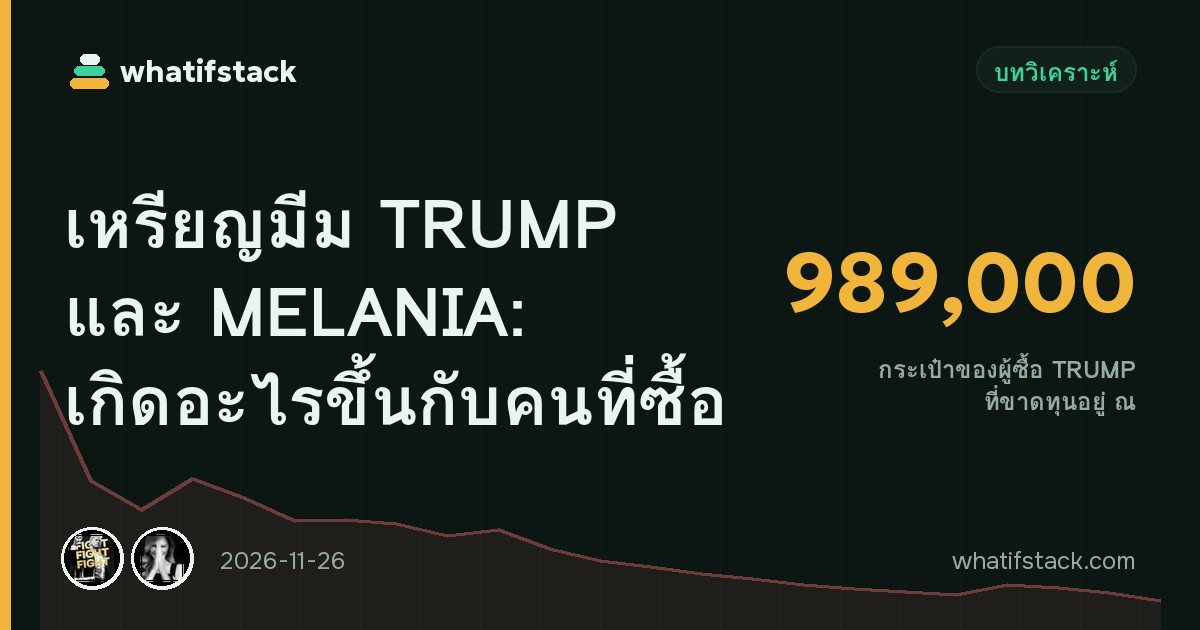 whatifstack
บทวิเคราะห์
เหรียญมีม TRUMP
และ MELANIA:
เกิดอะไรขึ้นกับคนที่ซื้อ
989,000
กระเป๋าของผู้ซื้อ TRUMP
ที่ขาดทุนอยู่ ณ
FIGHT
FIGHT
FIGHT
2026-11-26
whatifstack.com